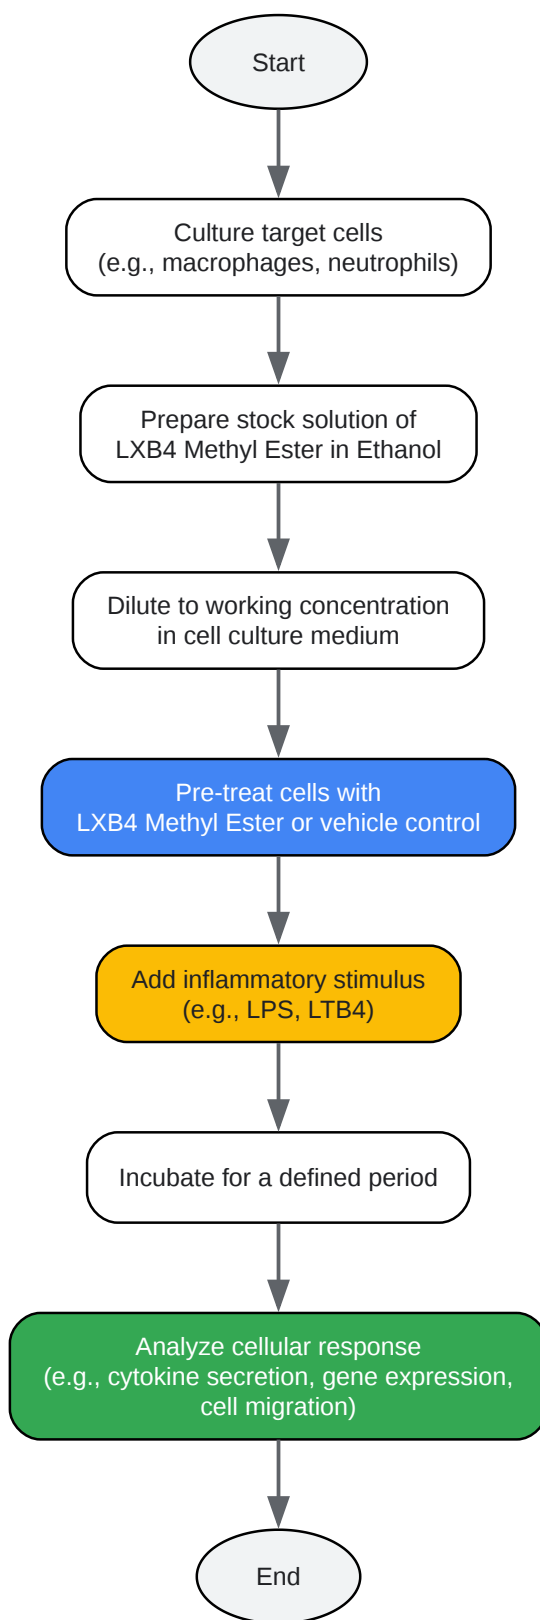 Start
Culture target cells
(e.g., macrophages, neutrophils)
Prepare stock solution of
LXB4 Methyl Ester in Ethanol
Dilute to working concentration
in cell culture medium
Pre-treat cells with
LXB4 Methyl Ester or vehicle control
Add inflammatory stimulus
(e.g., LPS, LTB4)
Incubate for a defined period
Analyze cellular response
(e.g., cytokine secretion, gene expression,
cell migration)
End